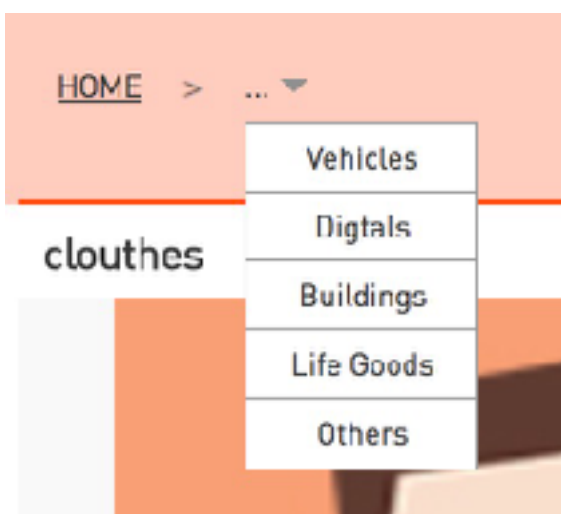 HOME > ...
Vehicles
Digtals
clouthes
Buildings
Life Goods
Others